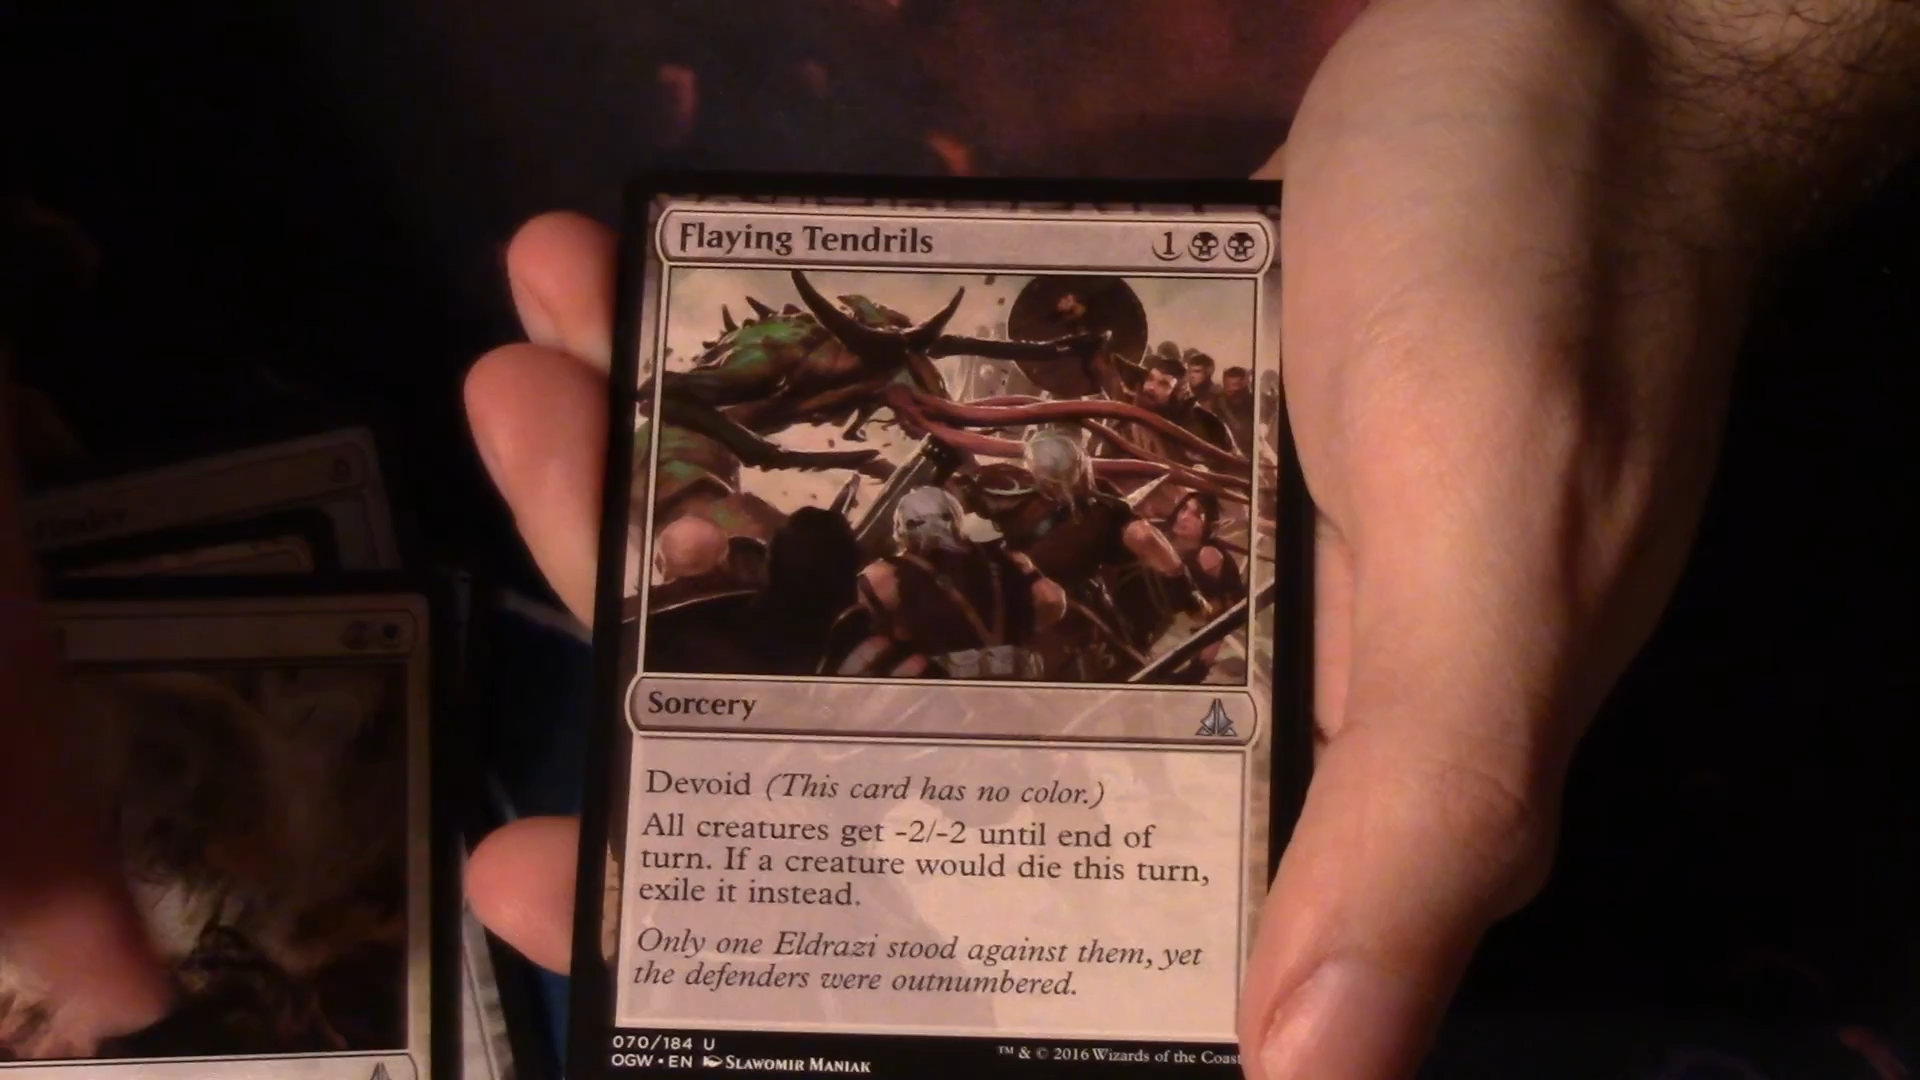 Flaying Tendrils 1
Sorcery
Devoid (This card has no color.)
All creatures get -2/-2 until end of
turn. If a creature would die this turn,
exile it instead.
Only one Eldrazi stood against them, yet
the defenders were outnumbered.
070/184 U
OGW • EN SLAWOMIR MANIAK
™ & © 2016 Wizards of the Coast